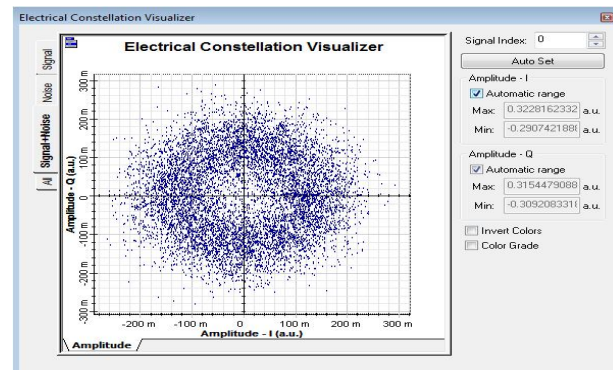 Electrical Constellation Visualizer
Signal
Noise
Signal+Noise
All
Electrical Constellation Visualizer
Amplitude - Q (a.u.)
300 m
200 m
100 m
0
-100 m
-200 m
-300 m
-200 m -100 m 0 100 m 200 m 300 m
Amplitude - I (a.u.)
Amplitude
Signal Index: 0
Auto Set
Amplitude - I
Automatic range
Max: 0.3228162332 a.u.
Min: -0.290742188 a.u.
Amplitude - Q
Automatic range
Max: 0.3154479088 a.u.
Min: -0.309208331 a.u.
Invert Colors
Color Grade